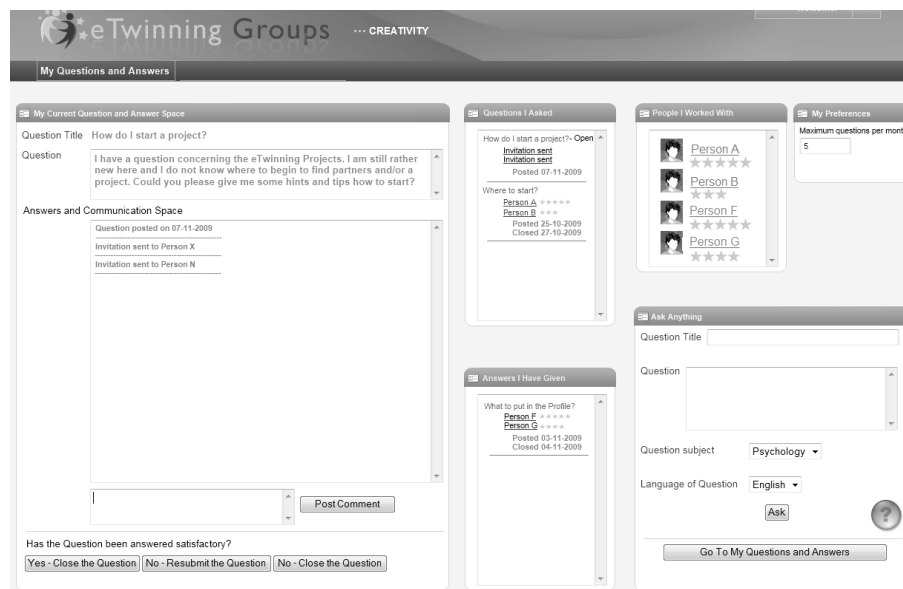 eTwinning Groups ··· CREATIVITY
My Questions and Answers
My Current Question and Answer Space
Question Title How do I start a project?
Question
I have a question concerning the eTwinning Projects. I am still rather
new here and I do not know where to begin to find partners and/or a
project. Could you please give me some hints and tips how to start?
Answers and Communication Space
Question posted on 07-11-2009
Invitation sent to Person X
Invitation sent to Person N
Post Comment
Has the Question been answered satisfactory?
Yes - Close the Question No - Resubmit the Question No - Close the Question
Questions I Asked
How do I start a project?- Open
Invitation sent
Invitation sent
Posted 07-11-2009
Where to start?
Person A
Person B
Posted 25-10-2009
Closed 27-10-2009
Answers I Have Given
What to put in the Profile?
Person F
Person G
Posted 03-11-2009
Closed 04-11-2009
People I Worked With
Person A
Person B
Person F
Person G
My Preferences
Maximum questions per mont
5
Ask Anything
Question Title
Question
Question subject Psychology
Language of Question English
Ask
?
Go To My Questions and Answers